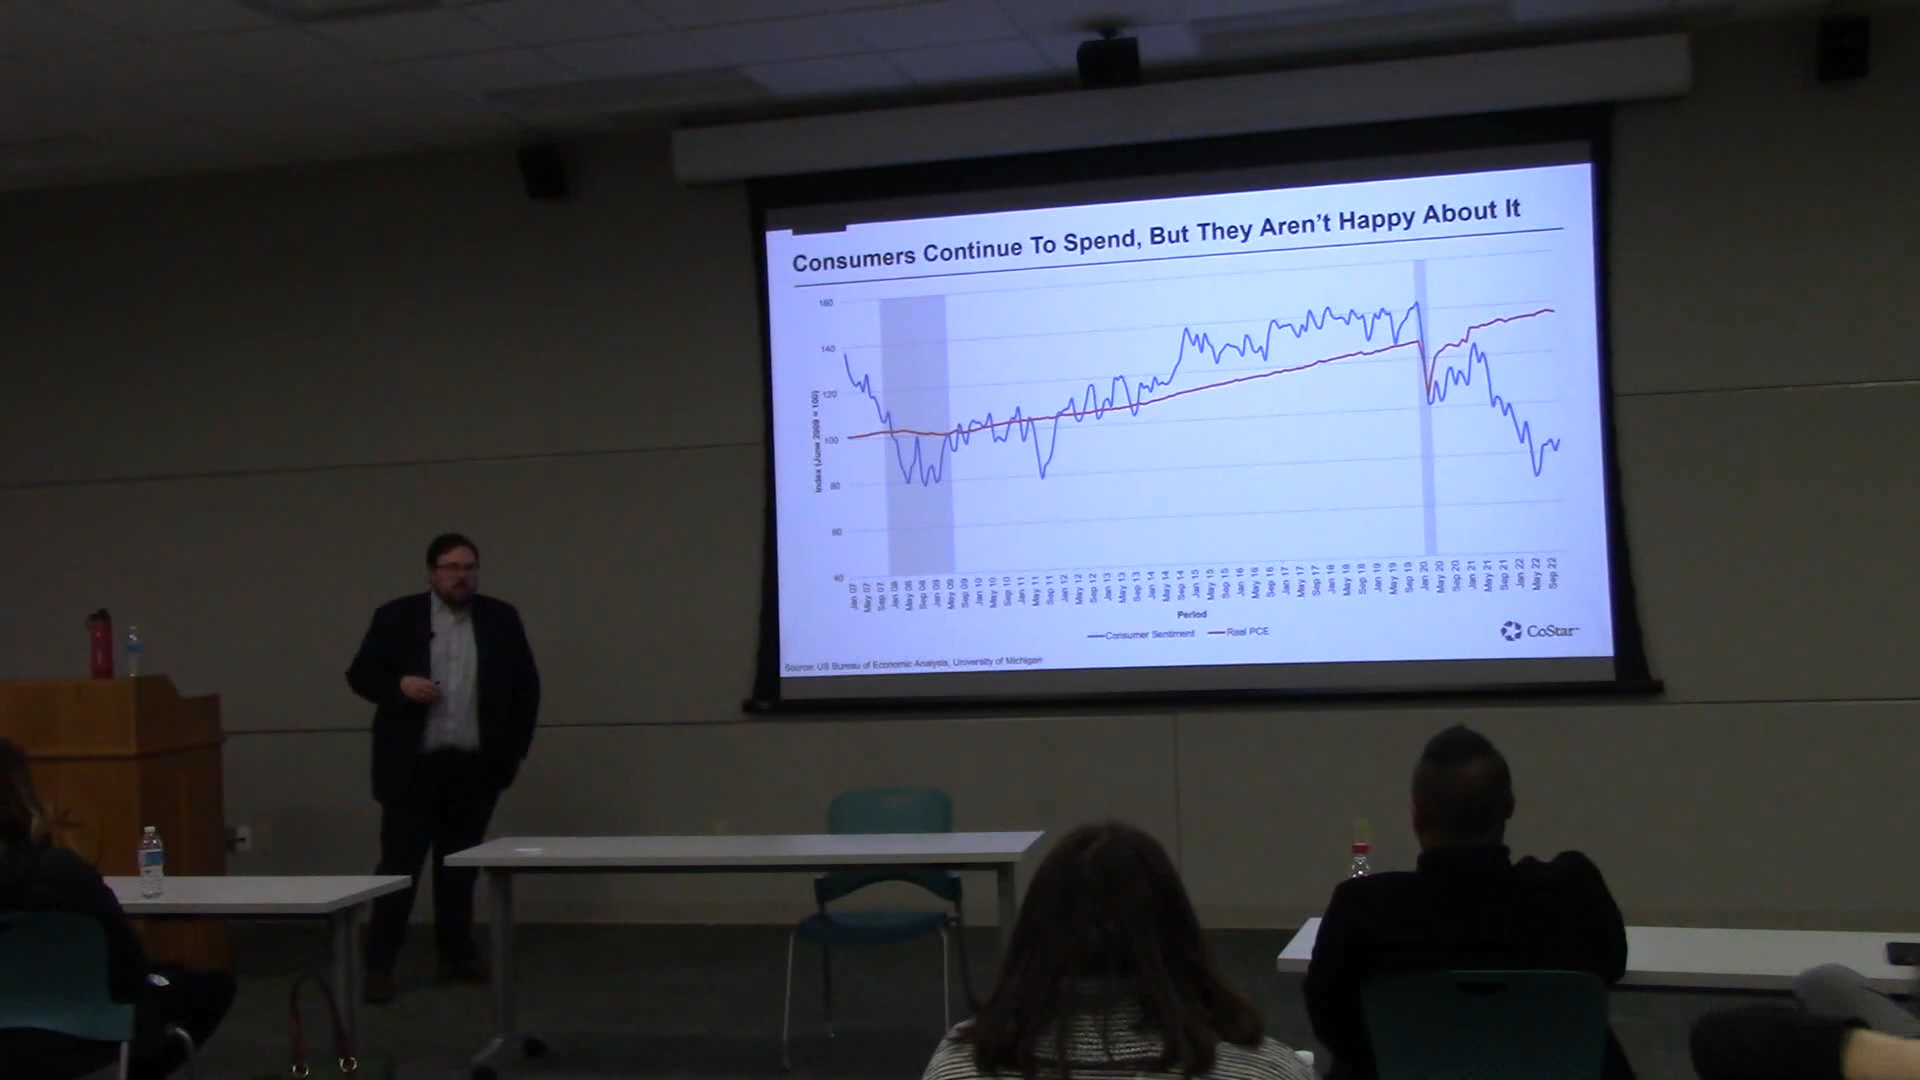 Consumers Continue To Spend, But They Aren't Happy About It
160
140
120
100
80
60
40
Index (June 2009 = 100)
Jan 07
May 07
Sep 07
Jan 08
May 08
Sep 08
Jan 09
May 09
Sep 09
Jan 10
May 10
Sep 10
Jan 11
May 11
Sep 11
Jan 12
May 12
Sep 12
Jan 13
May 13
Sep 13
Jan 14
May 14
Sep 14
Jan 15
May 15
Sep 15
Jan 16
May 16
Sep 16
Jan 17
May 17
Sep 17
Jan 18
May 18
Sep 18
Jan 19
May 19
Sep 19
Jan 20
May 20
Sep 20
Jan 21
May 21
Sep 21
Jan 22
May 22
Sep 22
Period
Consumer Sentiment
Real PCE
CoStar™
Source: US Bureau of Economic Analysis, University of Michigan